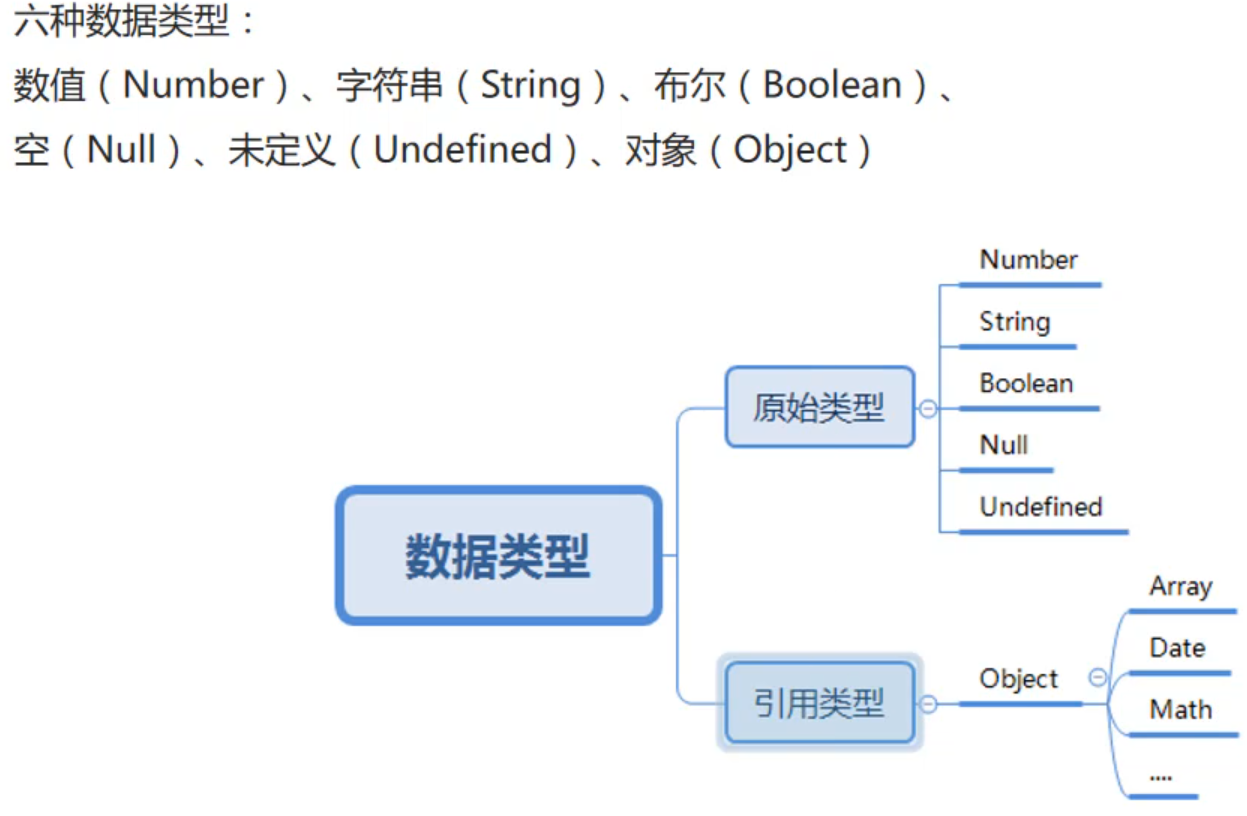 六种数据类型：
数值（Number）、字符串（String）、布尔（Boolean）、
空（Null）、未定义（Undefined）、对象（Object）
数据类型
原始类型
Number
String
Boolean
Null
Undefined
引用类型
Object
Array
Date
Math
....